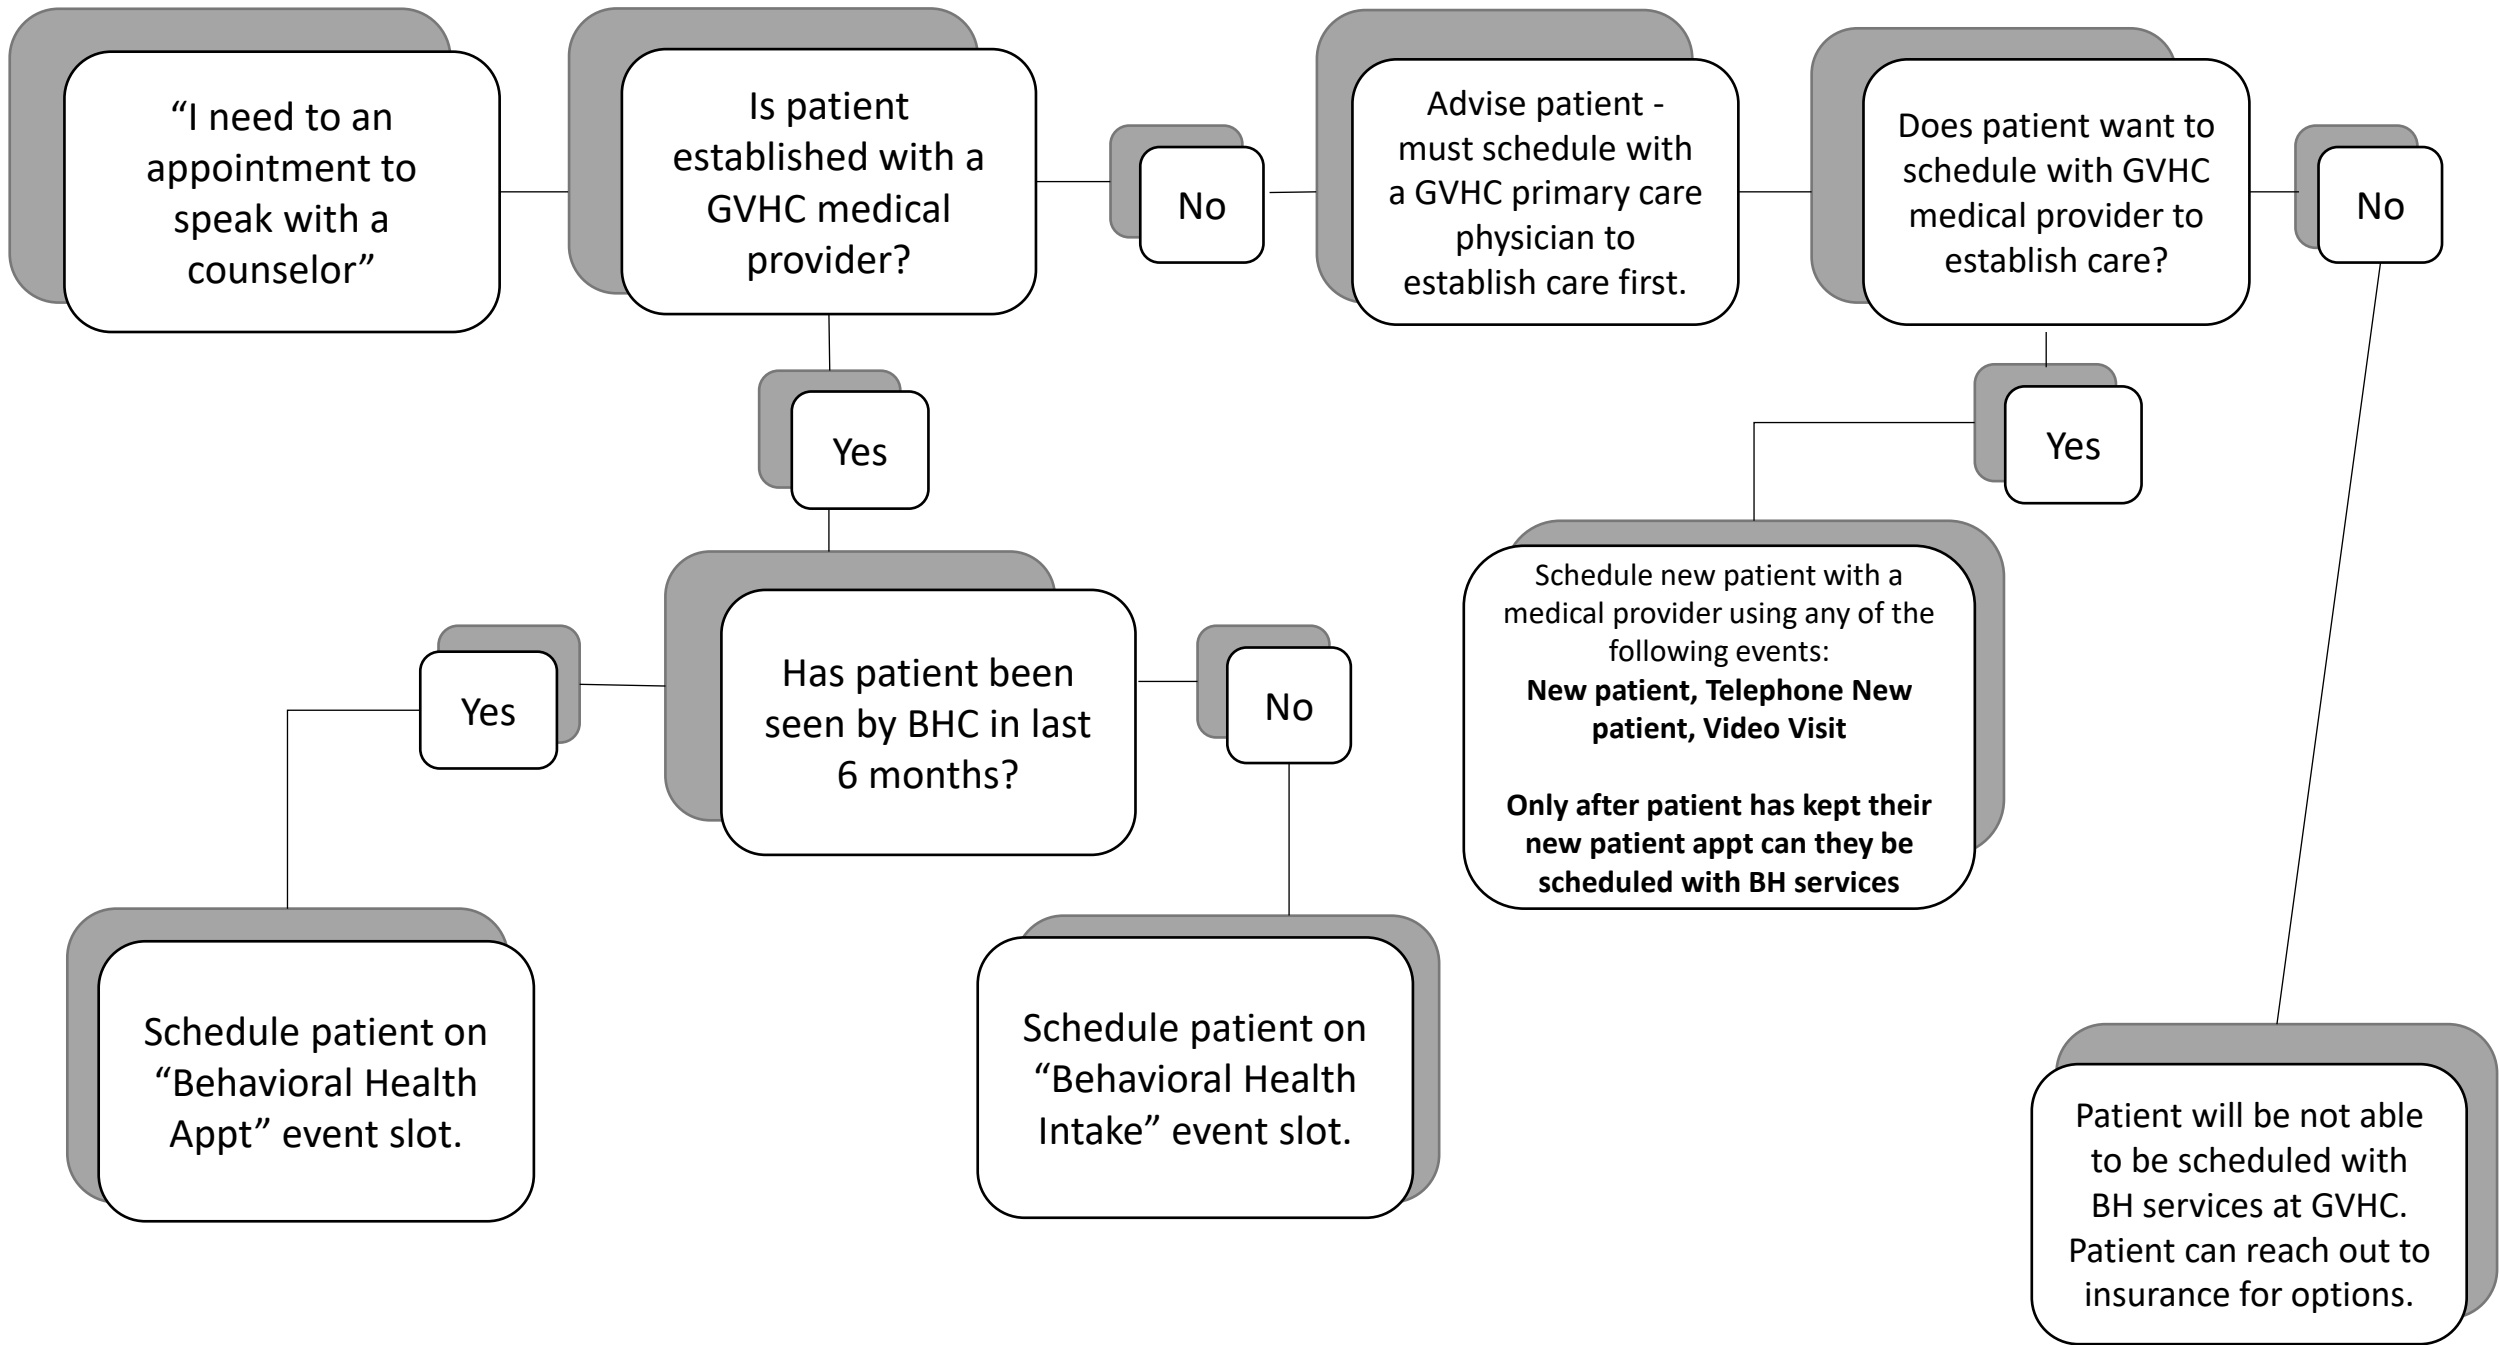 “I need to an
appointment to
speak with a
counselor”
Is patient
established with a
GVHC medical
provider?
No
Advise patient -
must schedule with
a GVHC primary care
physician to
establish care first.
Does patient want to
schedule with GVHC
medical provider to
establish care?
No
Yes
Yes
Schedule new patient with a
medical provider using any of the
following events:
New patient, Telephone New
patient, Video Visit
Only after patient has kept their
new patient appt can they be
scheduled with BH services
Yes
Has patient been
seen by BHC in last
6 months?
No
Schedule patient on
“Behavioral Health
Appt” event slot.
Schedule patient on
“Behavioral Health
Intake” event slot.
Patient will be not able
to be scheduled with
BH services at GVHC.
Patient can reach out to
insurance for options.